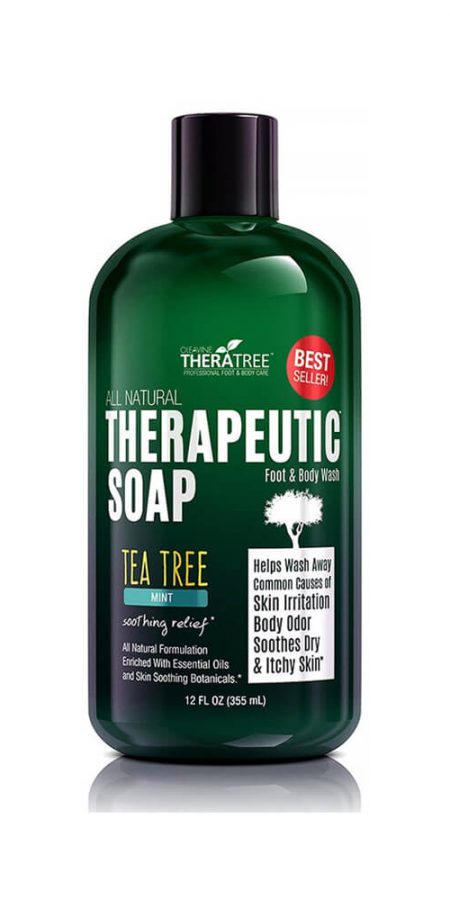 OLEAVINE
THERATREE™
PROFESSIONAL FOOT & BODY CARE
BEST
SELLER!
ALL NATURAL
THERAPEUTIC
SOAP
Foot & Body Wash
TEA TREE
MINT
soothing relief*
Helps Wash Away
Common Causes of
Skin Irritation
Body Odor
Soothes Dry
& Itchy Skin*
All Natural Formulation
Enriched With Essential Oils
and Skin Soothing Botanicals.*
12 FL OZ (355 mL)